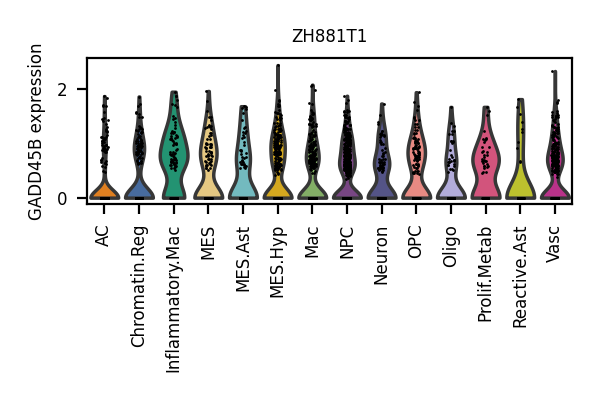 ZH881T1
GADD45B expression
2
0
AC
Chromatin.Reg
Inflammatory.Mac
MES
MES.Ast
MES.Hyp
Mac
NPC
Neuron
OPC
Oligo
Prolif.Metab
Reactive.Ast
Vasc